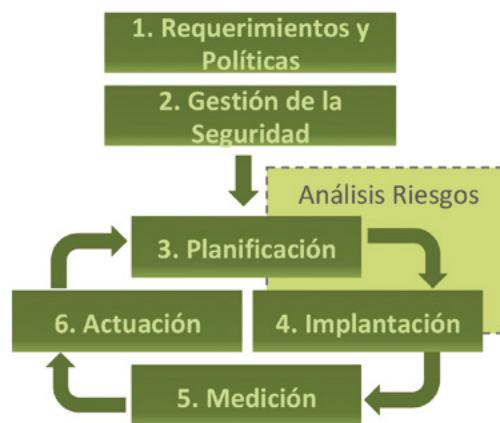 1. Requerimientos y
Políticas
2. Gestión de la
Seguridad
Análisis Riesgos
3. Planificación
6. Actuación
4. Implantación
5. Medición